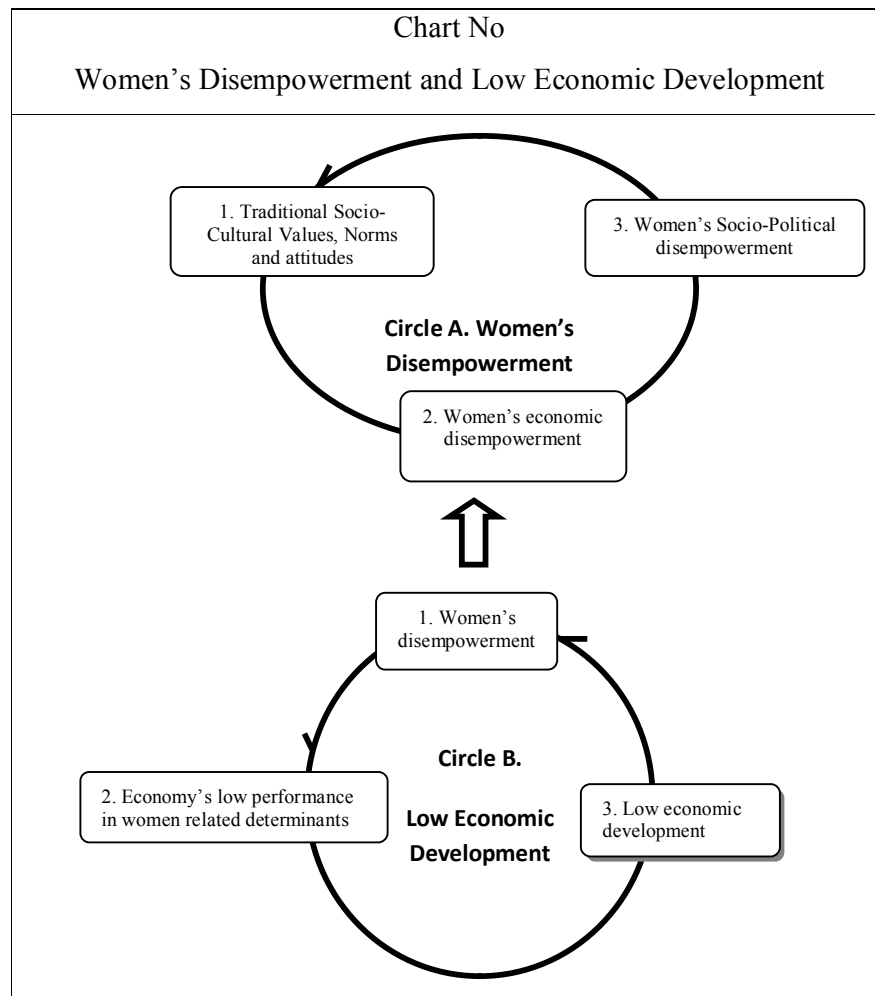 Chart No
Women’s Disempowerment and Low Economic Development
1. Traditional Socio-
Cultural Values, Norms
and attitudes
3. Women’s Socio-Political
disempowerment
Circle A. Women’s
Disempowerment
2. Women’s economic
disempowerment
1. Women’s
disempowerment
Circle B.
Low Economic
Development
2. Economy’s low performance
in women related determinants
3. Low economic
development